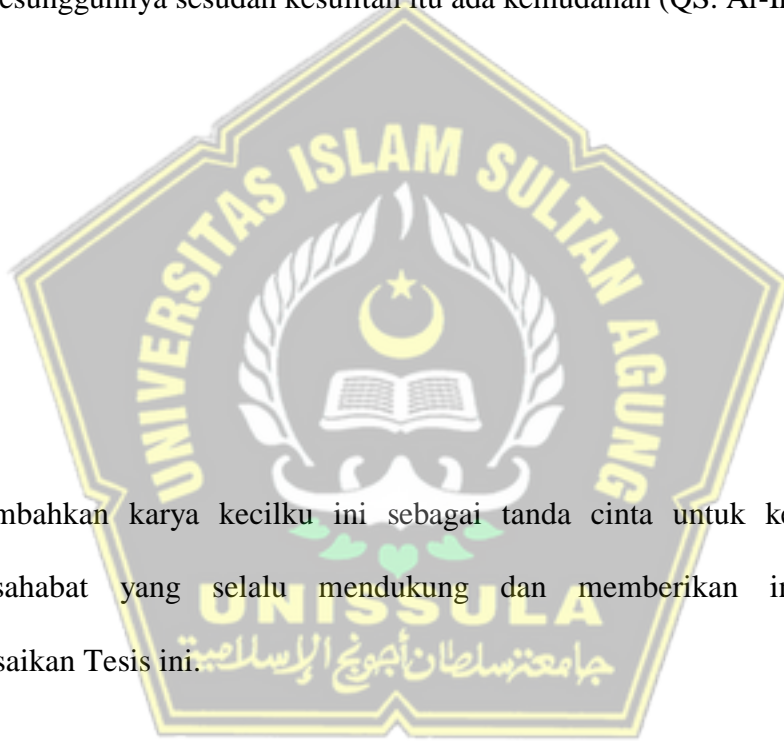 esungguhnya sesudah kesulitan itu ada kemudahan (QS. Al-I
UNIVERSITAS ISLAM SULTAN AGUNG
mbahkan karya kecilku ini sebagai tanda cinta untuk ke
sahabat yang selalu mendukung dan memberikan in
UNISSULA
saikan Tesis ini.
جامعة سلطان أجونج الإسلامية